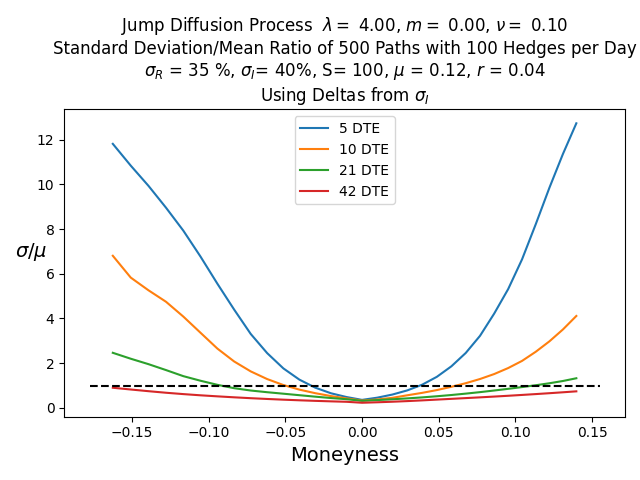 Jump Diffusion Process λ = 4.00, m = 0.00, ν = 0.10
Standard Deviation/Mean Ratio of 500 Paths with 100 Hedges per Day
σ_R = 35 %, σ_I= 40%, S= 100, μ = 0.12, r = 0.04
Using Deltas from σ_I
5 DTE
10 DTE
21 DTE
42 DTE
12
10
8
6
4
2
0
σ/μ
−0.15
−0.10
−0.05
0.00
0.05
0.10
0.15
Moneyness